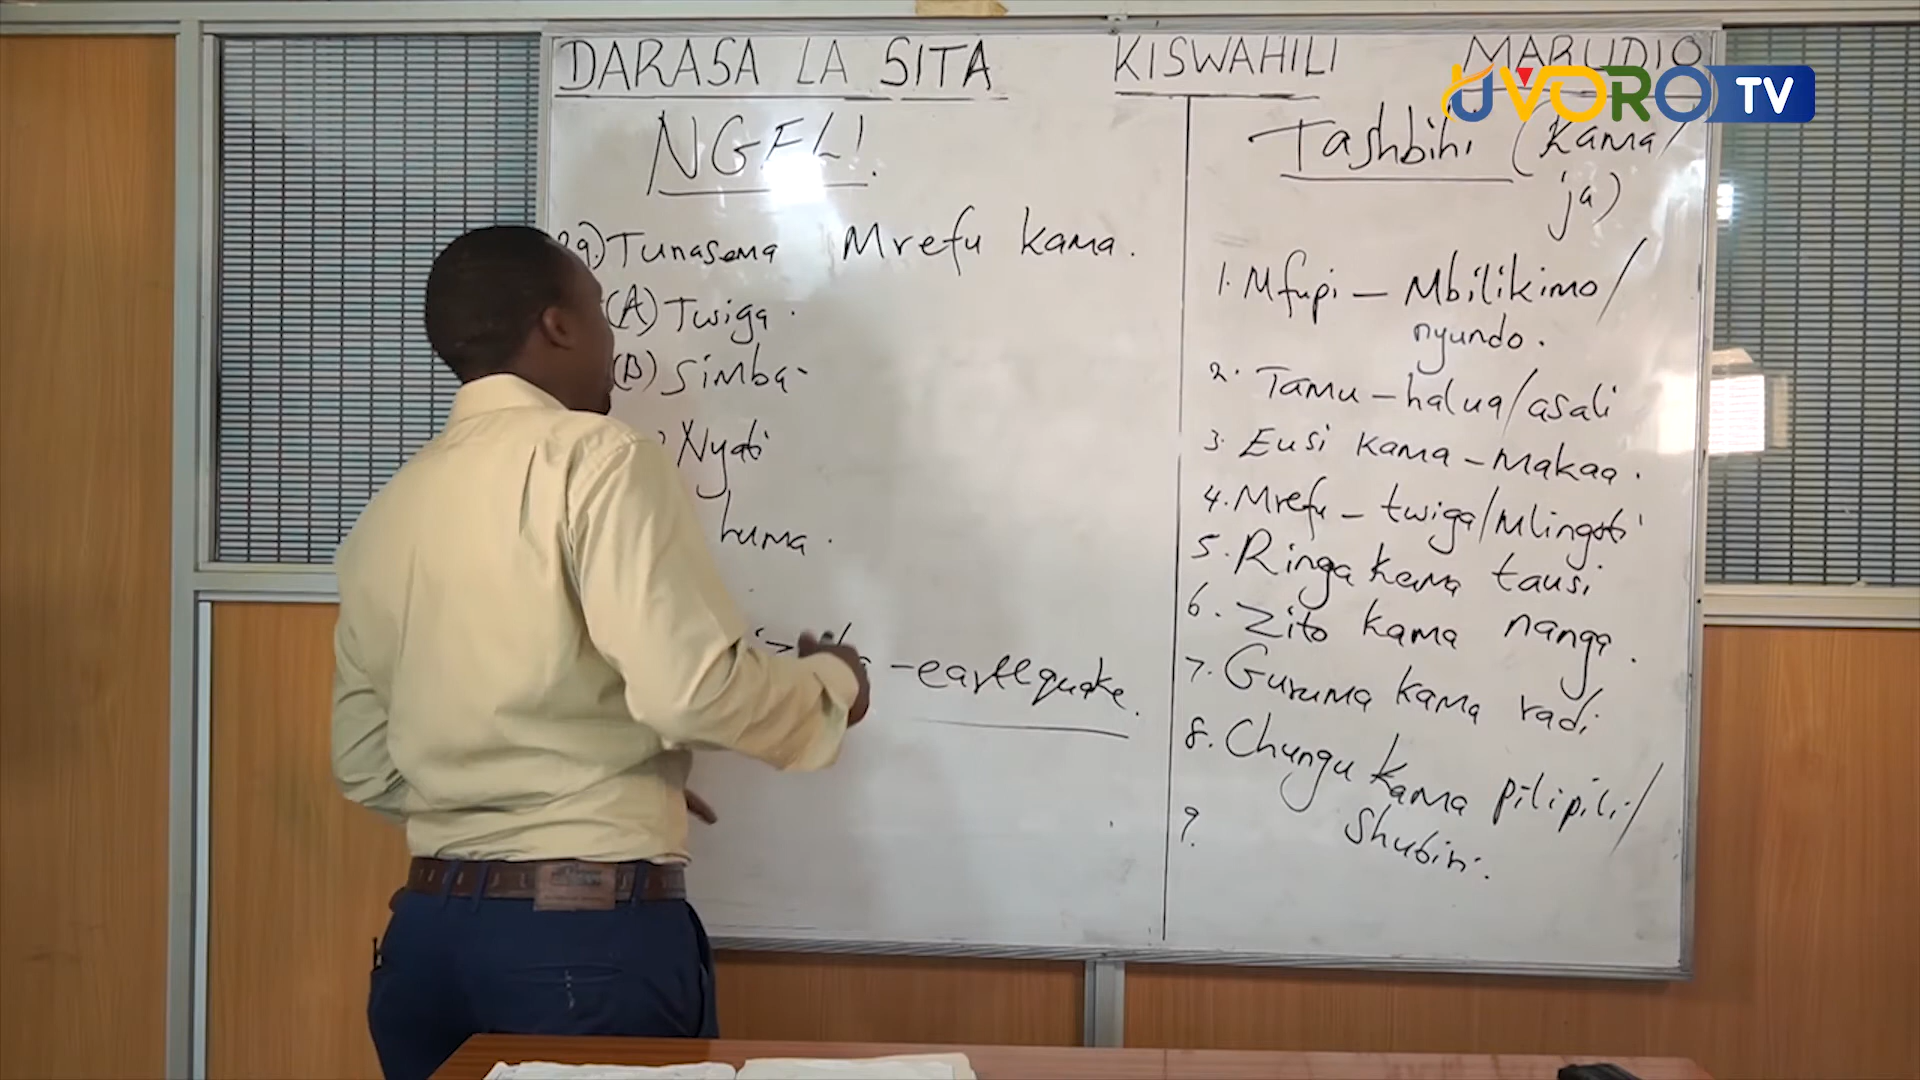 DARASA LA SITA KISWAHILI MARUDIO
UVORO TV
NGELI.
Tunasema Mrefu kama.
(A) Twiga.
(B) Simba-
Nyati
huma.
-earthquake.
Tashbihi (Kama/
ja)
1. Mfupi - Mbilikimo/
nyundo.
2. Tamu - halua/asali
3. Eusi kama - makaa.
4. Mrefu - twiga/Mlingoti
5. Ringa kama tausi
6. Zito kama nanga.
7. Guruma kama radi
8. Chungu kama pilipili/
Shubiri.
9.